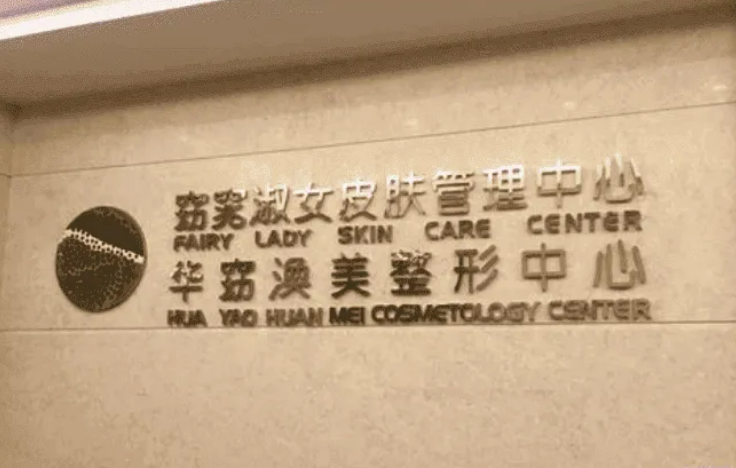 窈窕淑女皮肤管理中心
FAIRY LADY SKIN CARE CENTER
华窈渙美整形中心
HUA YAO HUAN MEI COSMETOLOGY CENTER